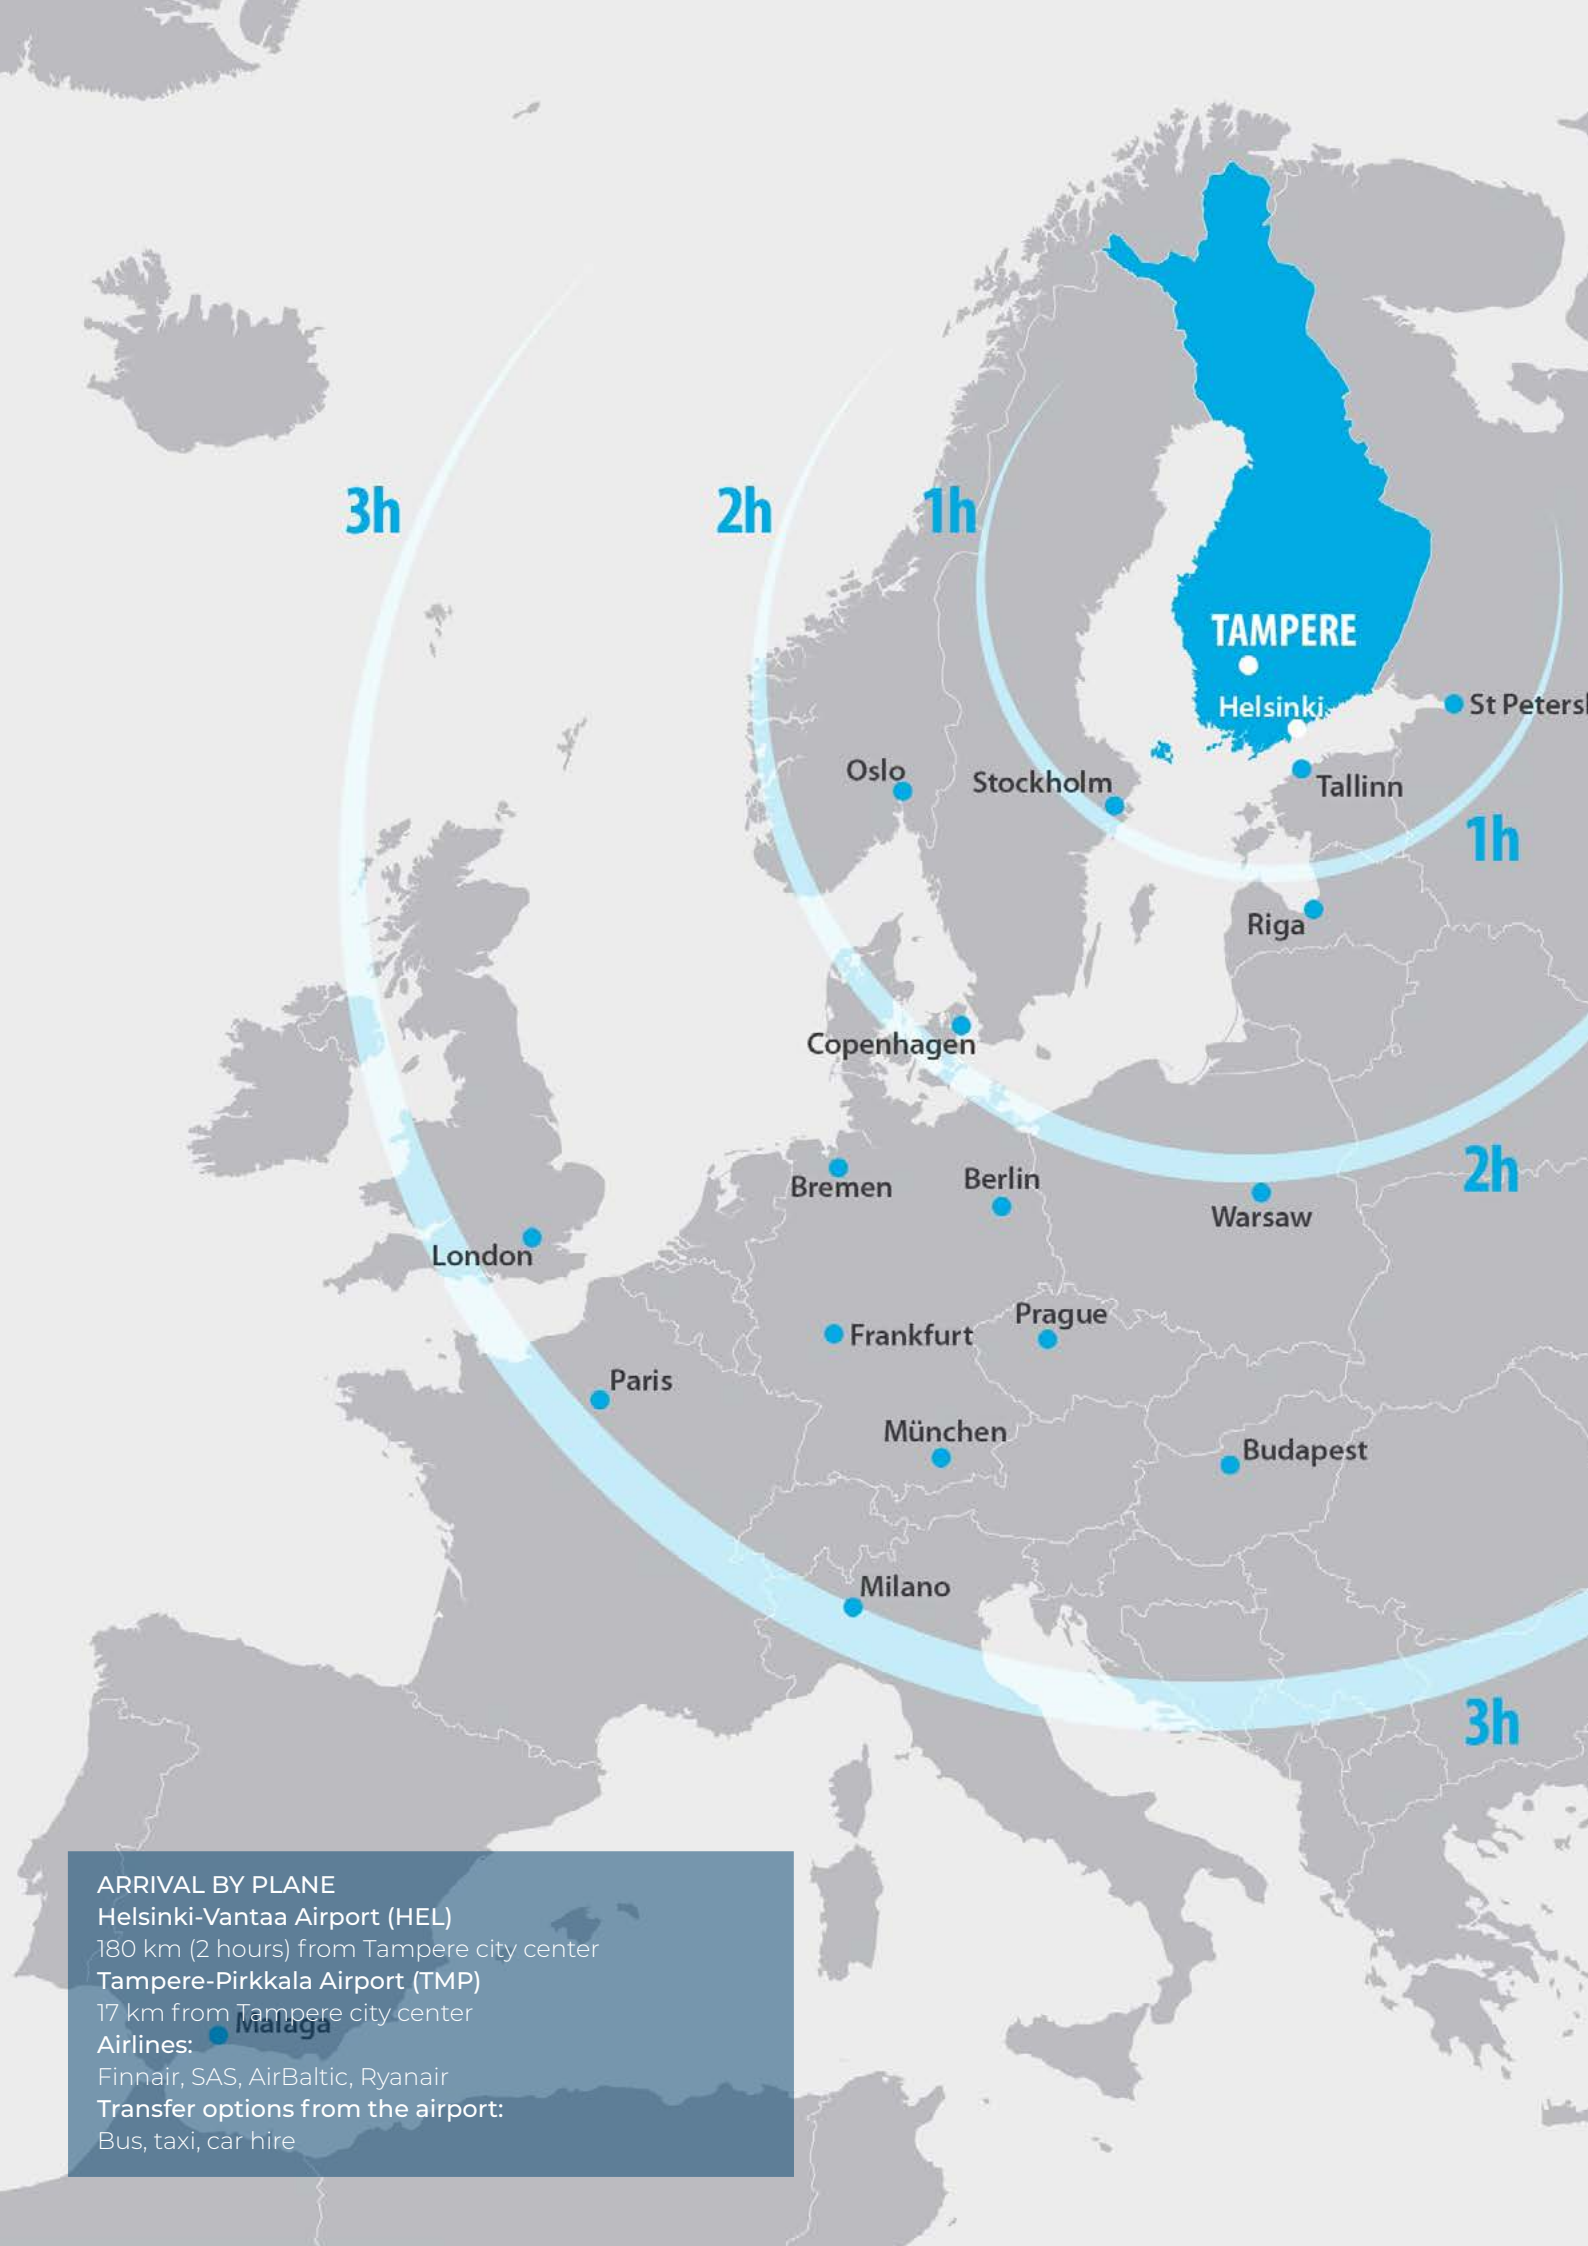 3h
2h
1h
TAMPERE
Helsinki
St Petersb
Oslo
Stockholm
Tallinn
1h
Riga
Copenhagen
2h
Bremen
Berlin
Warsaw
London
Prague
Frankfurt
Paris
München
Budapest
Milano
3h
ARRIVAL BY PLANE
Helsinki-Vantaa Airport (HEL)
180 km (2 hours) from Tampere city center
Tampere-Pirkkala Airport (TMP)
17 km from Tampere city center
Malaga
Airlines:
Finnair, SAS, AirBaltic, Ryanair
Transfer options from the airport:
Bus, taxi, car hire